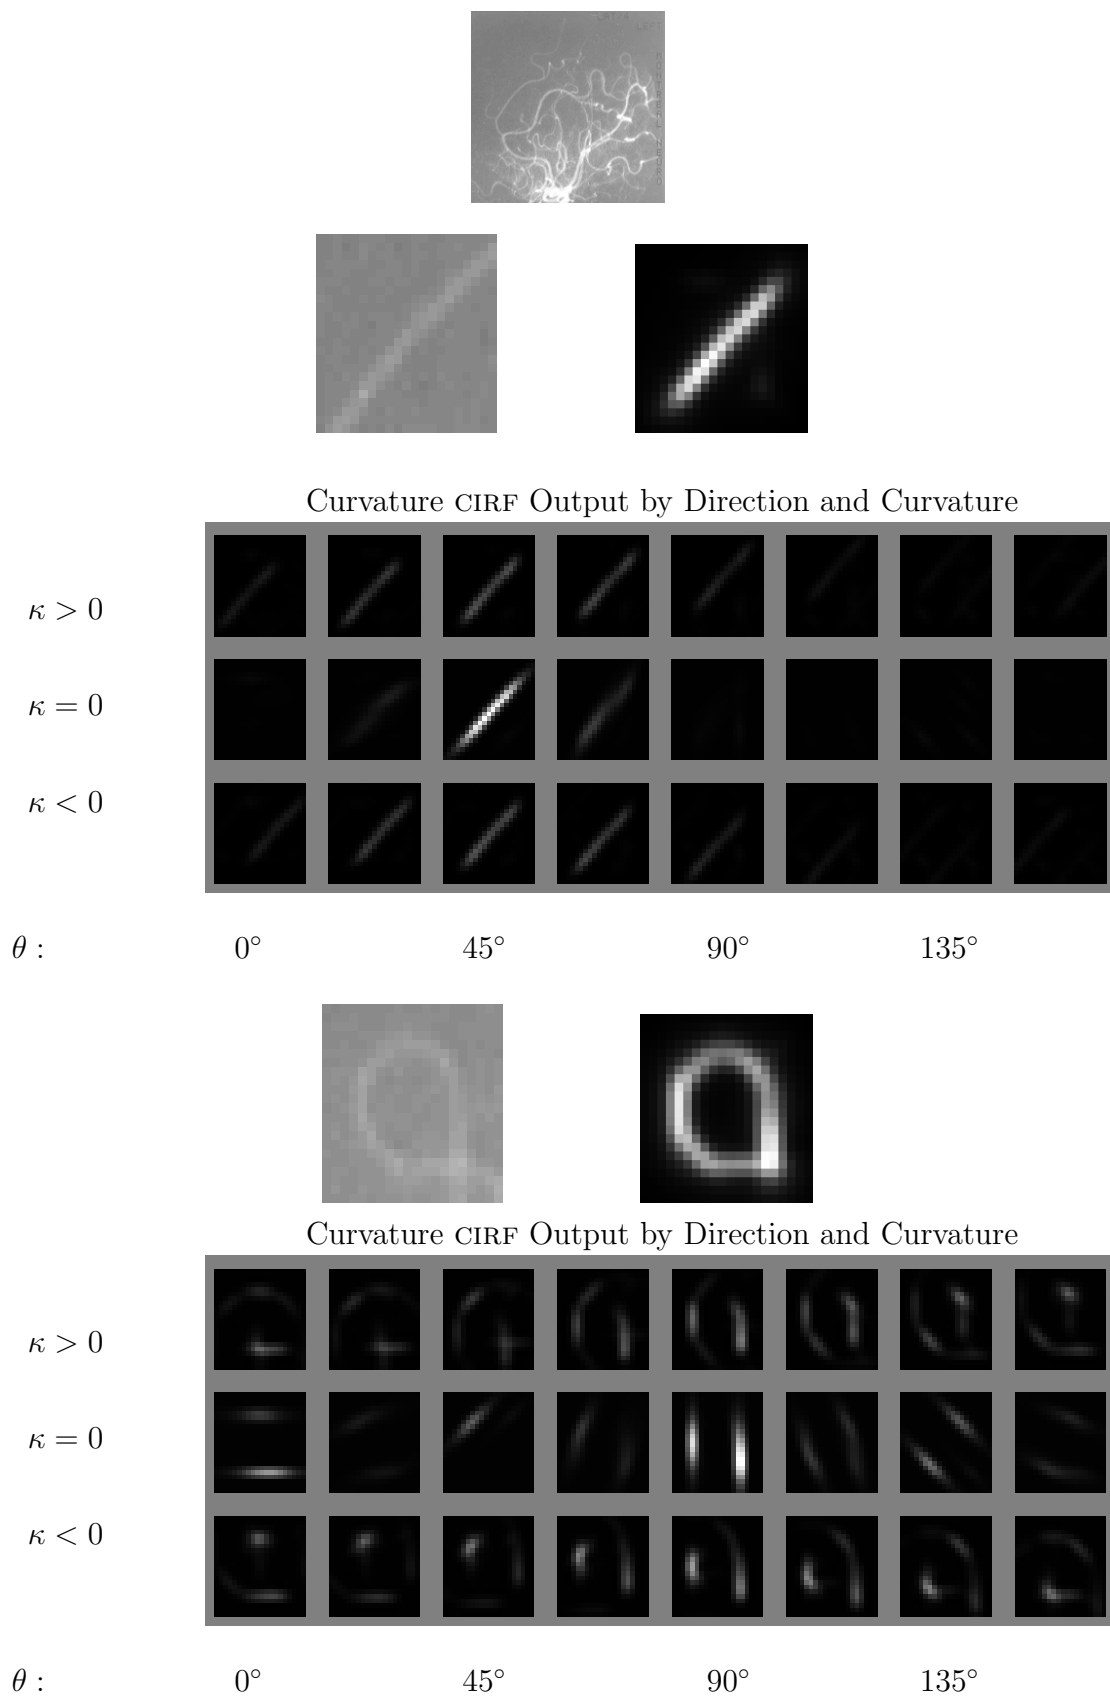 LEFT
Curvature CIRF Output by Direction and Curvature
κ > 0
κ = 0
κ < 0
θ : 0° 45° 90° 135°
Curvature CIRF Output by Direction and Curvature
κ > 0
κ = 0
κ < 0
θ : 0° 45° 90° 135°